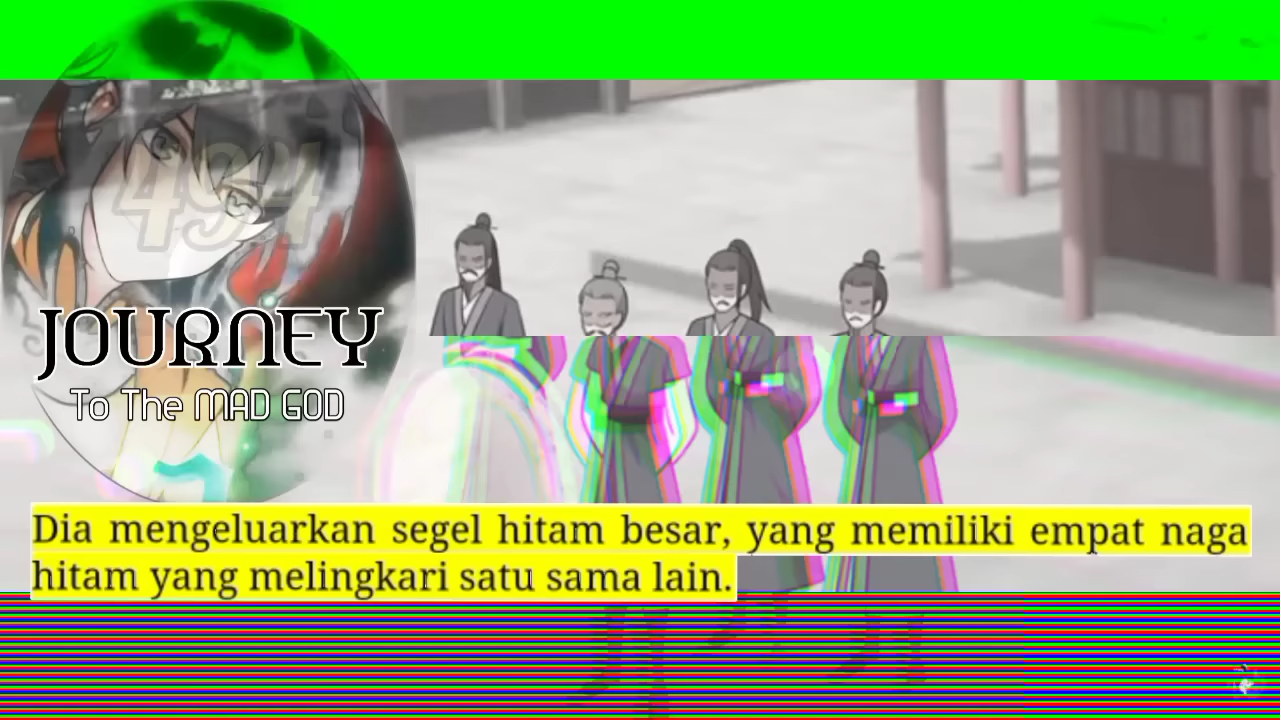 494
JOURNEY
To The MAD GOD
Dia mengeluarkan segel hitam besar, yang memiliki empat naga
hitam yang melingkari satu sama lain.